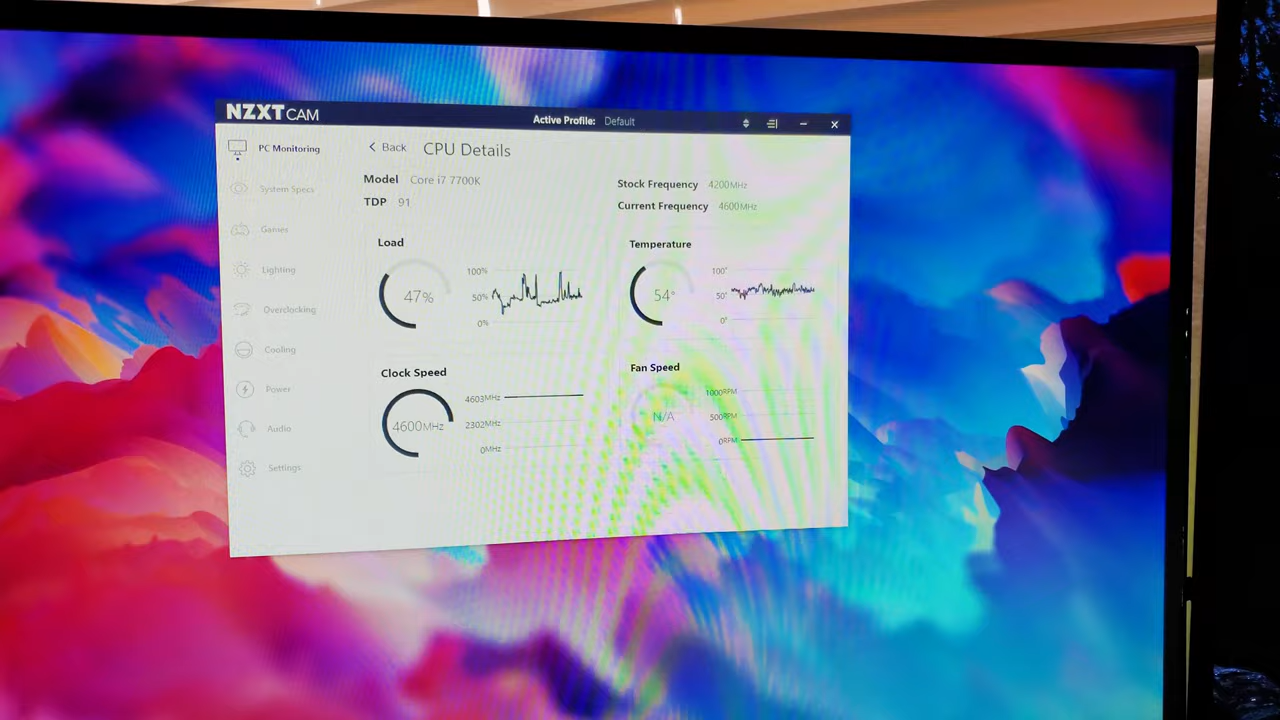 NZXT CAM
Active Profile: Default
PC Monitoring
System Specs
Games
Lighting
Overclocking
Cooling
Power
Audio
Settings
Back CPU Details
Model Core i7 7700K
TDP 91
Stock Frequency 4200MHz
Current Frequency 4600MHz
Load
47%
100%
50%
0%
Temperature
54°
100°
50°
0°
Clock Speed
4600MHz
4603MHz
2302MHz
0MHz
Fan Speed
N/A
1000RPM
500RPM
0RPM